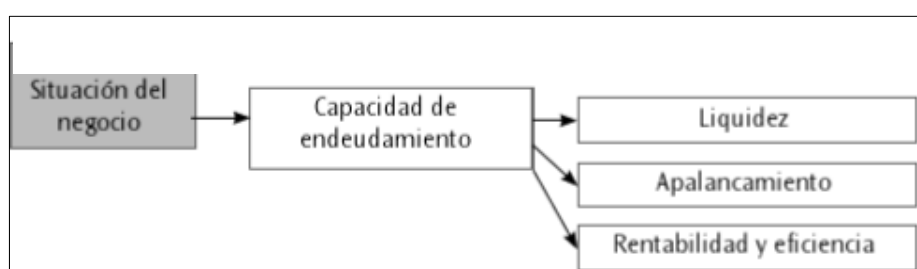 Situación del
negocio
Capacidad de
endeudamiento
Liquidez
Apalancamiento
Rentabilidad y eficiencia